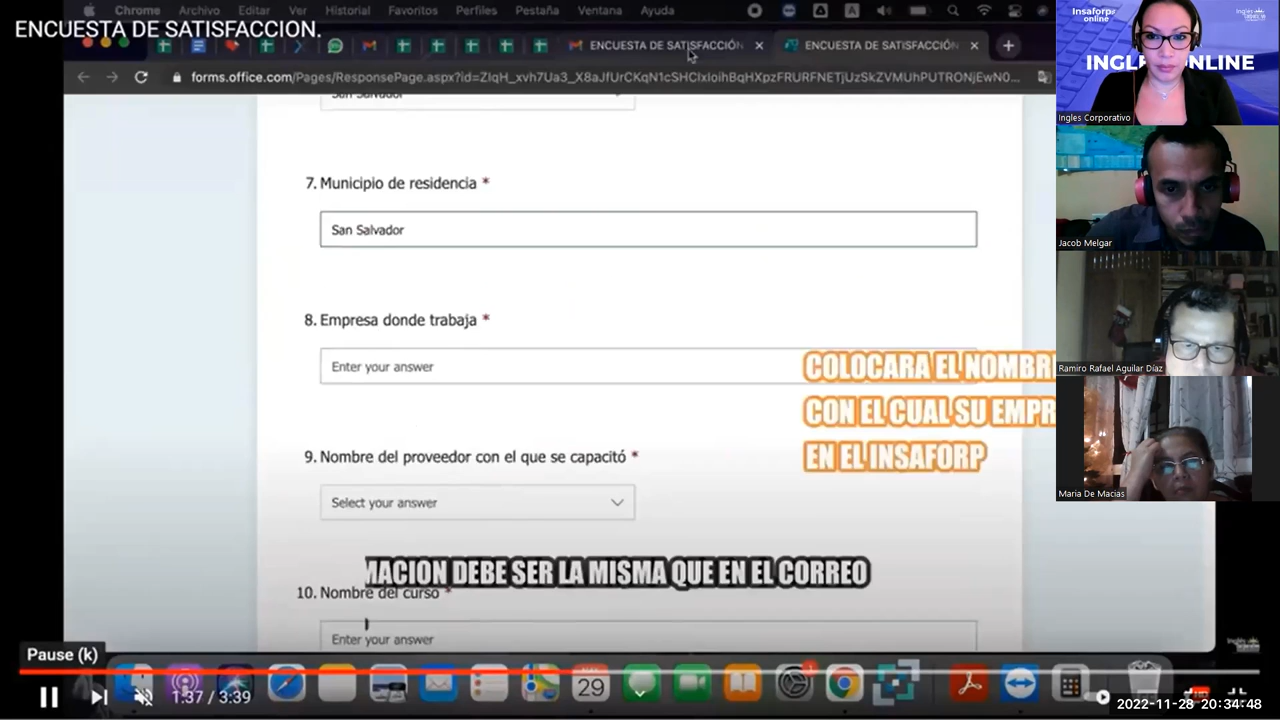 ENCUESTA DE SATISFACCION.
Chrome Archivo Editar Ver Historial Favoritos Perfiles Pestaña Ventana Ayuda
ENCUESTA DE SATISFACCIÓN
ENCUESTA DE SATISFACCIÓN
San Salvador
7. Municipio de residencia *
San Salvador
8. Empresa donde trabaja *
Enter your answer
COLOCARA EL NOMBRE
CON EL CUAL SU EMPR
EN EL INSAFORP
9. Nombre del proveedor con el que se capacitó *
Select your answer
MACION DEBE SER LA MISMA QUE EN EL CORREO
10. Nombre del curso *
Enter your answer
Pause (k)
1:37 / 3:39
29
Insaforp
online
Ingles Corporativo
Jacob Melgar
Ramiro Rafael Aguilar Díaz
Maria De Macias
2022-11-28 20:34:48